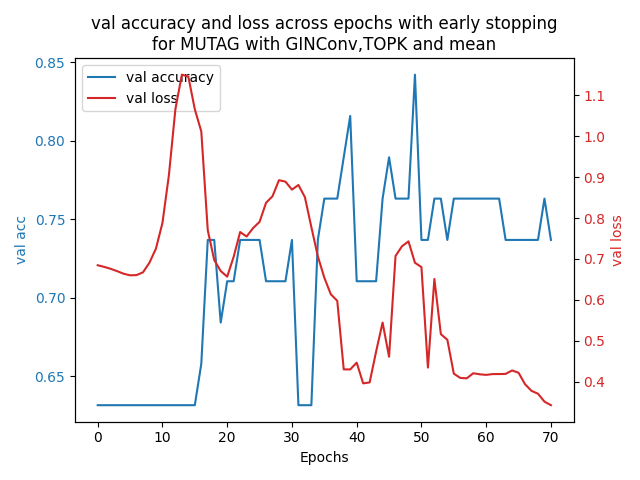 val accuracy and loss across epochs with early stopping
for MUTAG with GINConv,TOPK and mean
val accuracy
val loss
0.85
0.80
0.75
0.70
0.65
val acc
1.1
1.0
0.9
0.8
0.7
0.6
0.5
0.4
val loss
0 10 20 30 40 50 60 70
Epochs